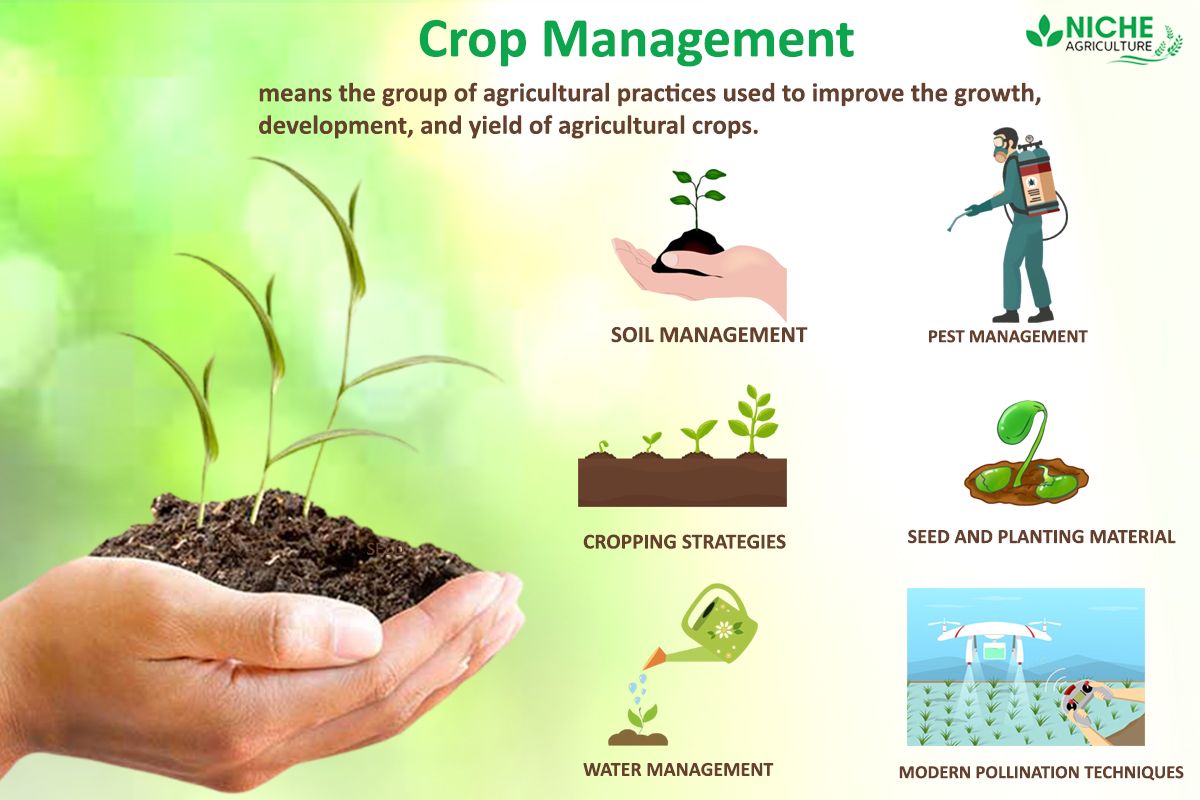 Crop Management
NICHE
AGRICULTURE
means the group of agricultural practices used to improve the growth,
development, and yield of agricultural crops.
SOIL MANAGEMENT
PEST MANAGEMENT
CROPPING STRATEGIES
SEED AND PLANTING MATERIAL
WATER MANAGEMENT
MODERN POLLINATION TECHNIQUES